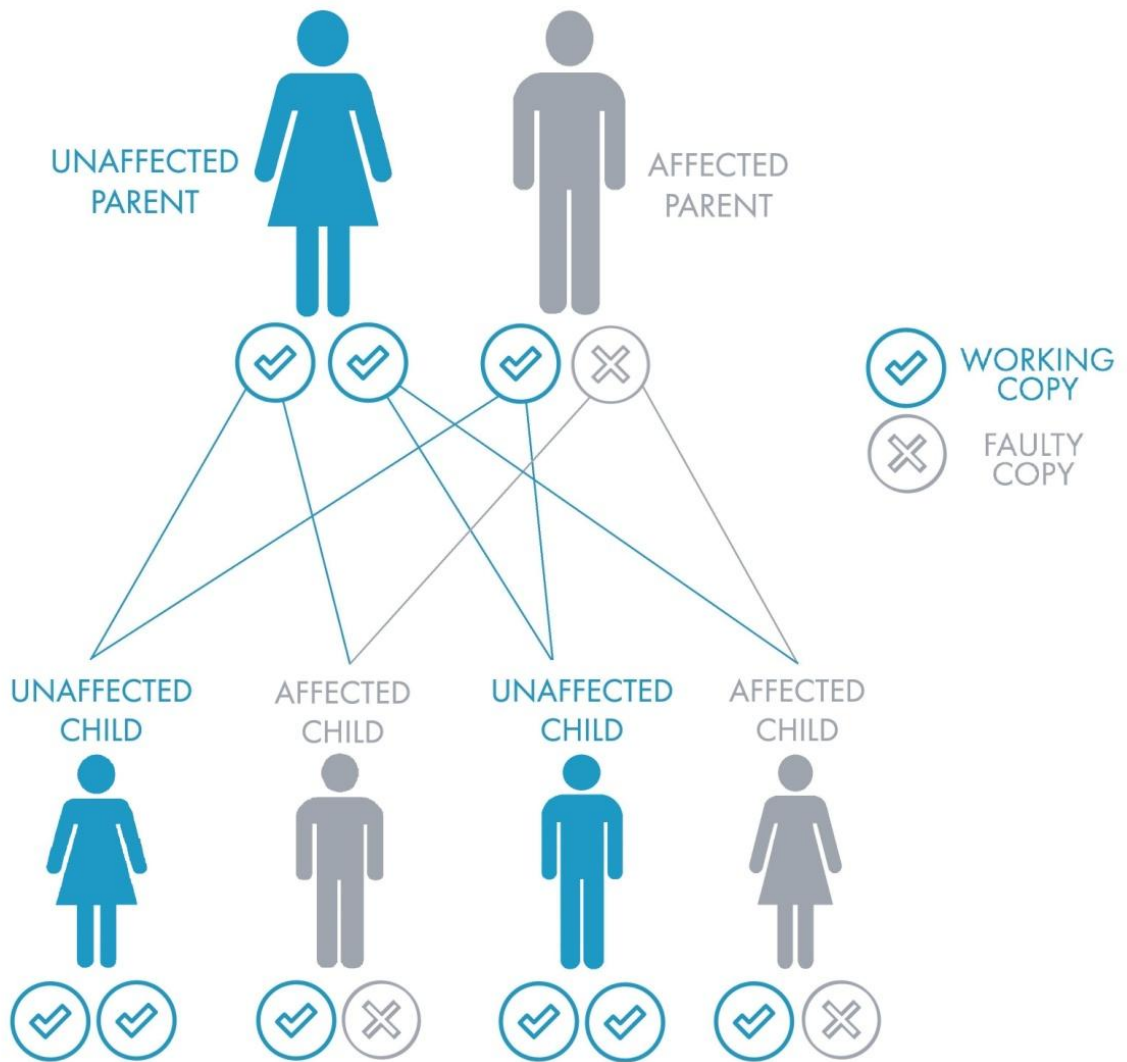 UNAFFECTED
PARENT
AFFECTED
PARENT
WORKING
COPY
FAULTY
COPY
UNAFFECTED
CHILD
AFFECTED
CHILD
UNAFFECTED
CHILD
AFFECTED
CHILD